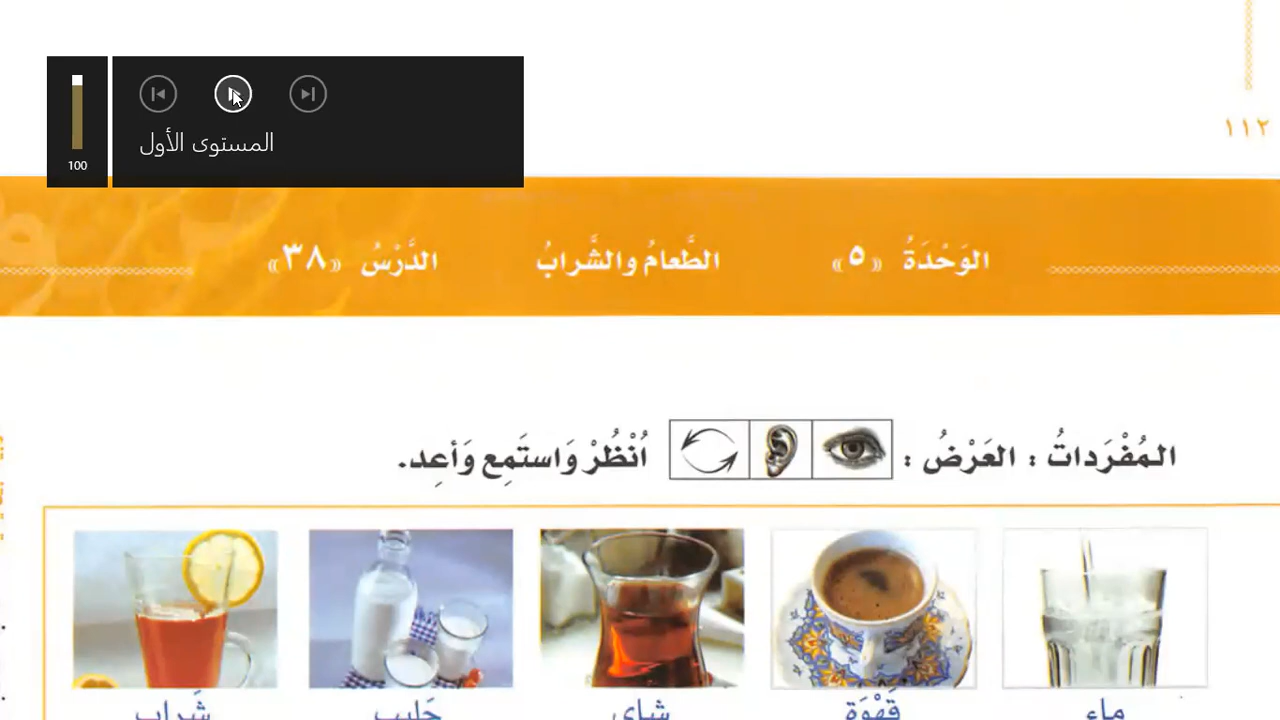 100
المستوى الأول
١١٢
الوَحْدَةُ «٥» الطَّعامُ والشَّرابُ الدَّرْسُ «٣٨»
المُفْرَداتُ : العَرْضُ : اُنْظُرْ وَاستَمِع وَأعِد.
ماء قَهْوَة شاي حَليب شَراب